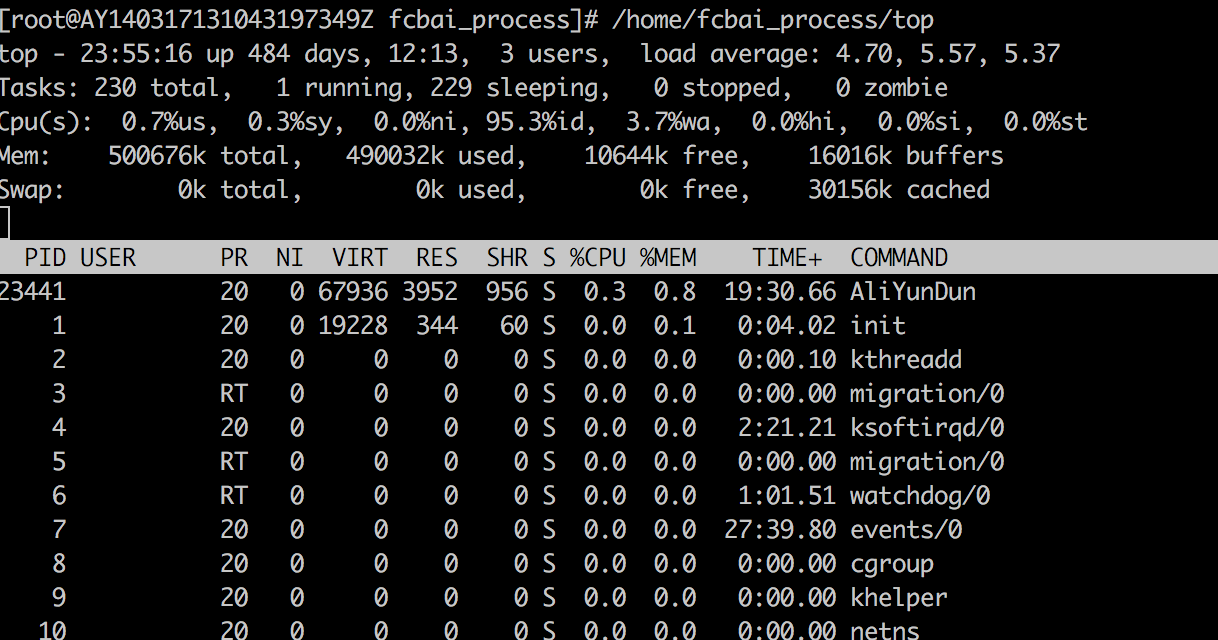 [root@AY140317131043197349Z fcbai_process]# /home/fcbai_process/top
top - 23:55:16 up 484 days, 12:13,  3 users,  load average: 4.70, 5.57, 5.37
Tasks: 230 total,   1 running, 229 sleeping,   0 stopped,   0 zombie
Cpu(s):  0.7%us,  0.3%sy,  0.0%ni, 95.3%id,  3.7%wa,  0.0%hi,  0.0%si,  0.0%st
Mem:    500676k total,   490032k used,    10644k free,    16016k buffers
Swap:        0k total,        0k used,        0k free,    30156k cached
PID USER      PR  NI  VIRT  RES  SHR S %CPU %MEM    TIME+  COMMAND
23441           20   0 67936 3952  956 S  0.3  0.8  19:30.66 AliYunDun
1           20   0 19228  344   60 S  0.0  0.1   0:04.02 init
2           20   0     0    0    0 S  0.0  0.0   0:00.10 kthreadd
3           RT   0     0    0    0 S  0.0  0.0   0:00.00 migration/0
4           20   0     0    0    0 S  0.0  0.0   2:21.21 ksoftirqd/0
5           RT   0     0    0    0 S  0.0  0.0   0:00.00 migration/0
6           RT   0     0    0    0 S  0.0  0.0   1:01.51 watchdog/0
7           20   0     0    0    0 S  0.0  0.0  27:39.80 events/0
8           20   0     0    0    0 S  0.0  0.0   0:00.00 cgroup
9           20   0     0    0    0 S  0.0  0.0   0:00.00 khelper
10           20   0     0    0    0 S  0.0  0.0   0:00.00 netns